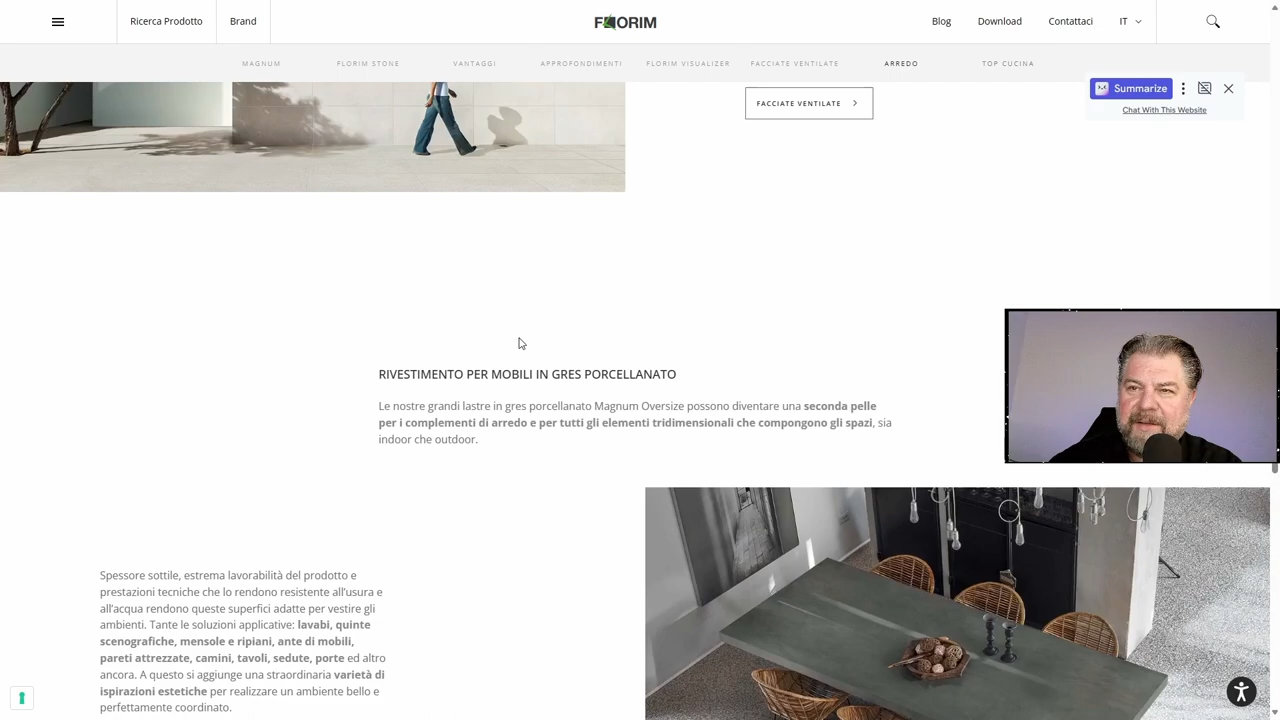 Ricerca Prodotto
Brand
FLORIM
Blog
Download
Contattaci
IT
MAGNUM
FLORIM STONE
VANTAGGI
APPROFONDIMENTI
FLORIM VISUALIZER
FACCIATE VENTILATE
ARREDO
TOP CUCINA
Summarize
Chat With This Website
FACCIATE VENTILATE
RIVESTIMENTO PER MOBILI IN GRES PORCELLANATO
Le nostre grandi lastre in gres porcellanato Magnum Oversize possono diventare una seconda pelle
per i complementi di arredo e per tutti gli elementi tridimensionali che compongono gli spazi, sia
indoor che outdoor.
Spessore sottile, estrema lavorabilità del prodotto e
prestazioni tecniche che lo rendono resistente all'usura e
all'acqua rendono queste superfici adatte per vestire gli
ambienti. Tante le soluzioni applicative: lavabi, quinte
scenografiche, mensole e ripiani, ante di mobili,
pareti attrezzate, camini, tavoli, sedute, porte ed altro
ancora. A questo si aggiunge una straordinaria varietà di
ispirazioni estetiche per realizzare un ambiente bello e
perfettamente coordinato.